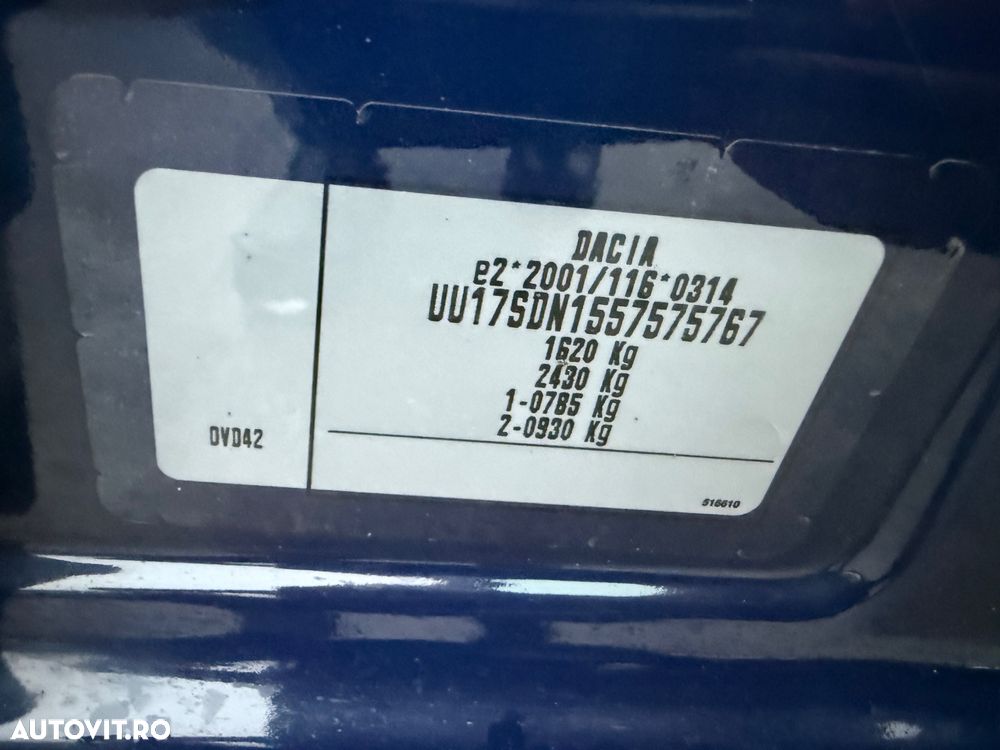 DACIA
e2*2001/116*0314
UU17SDN1557575767
1620 Kg
2430 Kg
1-0785 Kg
2-0930 Kg
DVD42
516610
AUTOVIT.RO